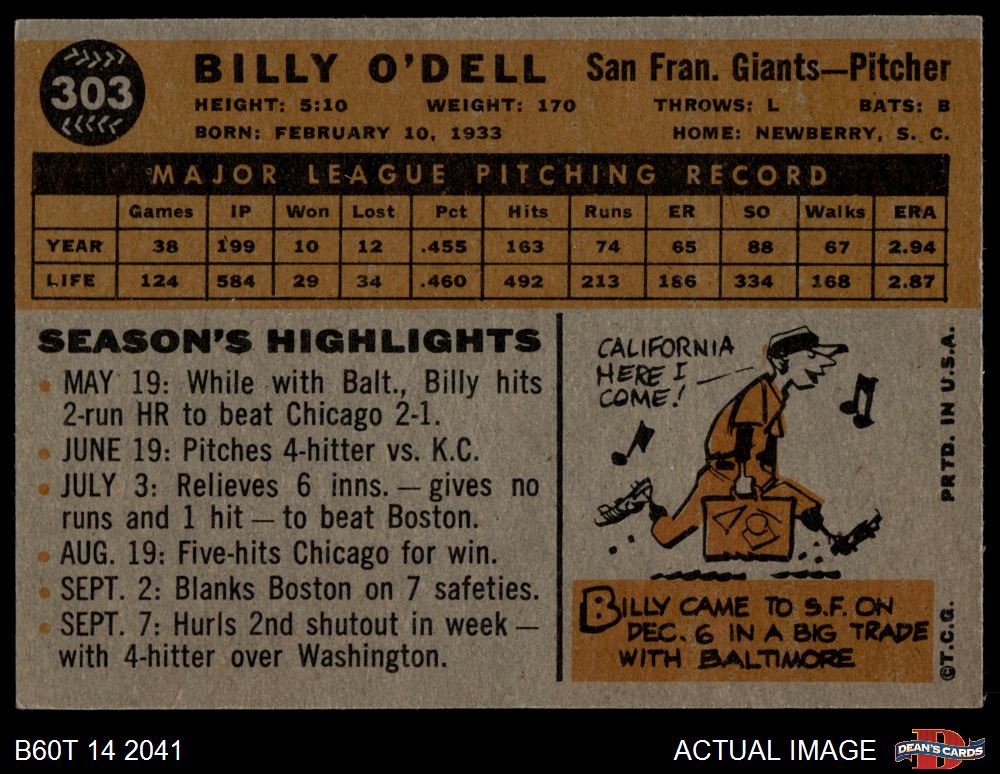 303
BILLY O'DELL San Fran. Giants—Pitcher
HEIGHT: 5:10 WEIGHT: 170 THROWS: L BATS: B
BORN: FEBRUARY 10, 1933 HOME: NEWBERRY, S. C.
MAJOR LEAGUE PITCHING RECORD
Games IP Won Lost Pct Hits Runs ER SO Walks ERA
YEAR 38 199 10 12 .455 163 74 65 88 67 2.94
LIFE 124 584 29 34 .460 492 213 186 334 168 2.87
SEASON'S HIGHLIGHTS
• MAY 19: While with Balt., Billy hits
2-run HR to beat Chicago 2-1.
• JUNE 19: Pitches 4-hitter vs. K.C.
• JULY 3: Relieves 6 inns. — gives no
runs and 1 hit — to beat Boston.
• AUG. 19: Five-hits Chicago for win.
• SEPT. 2: Blanks Boston on 7 safeties.
• SEPT. 7: Hurls 2nd shutout in week —
with 4-hitter over Washington.
CALIFORNIA
HERE I
COME!
BILLY CAME TO S.F. ON
DEC. 6 IN A BIG TRADE
WITH BALTIMORE
©T.C.G. PRTD. IN U.S.A.
B60T 14 2041 ACTUAL IMAGE
D
DEAN'S CARDS